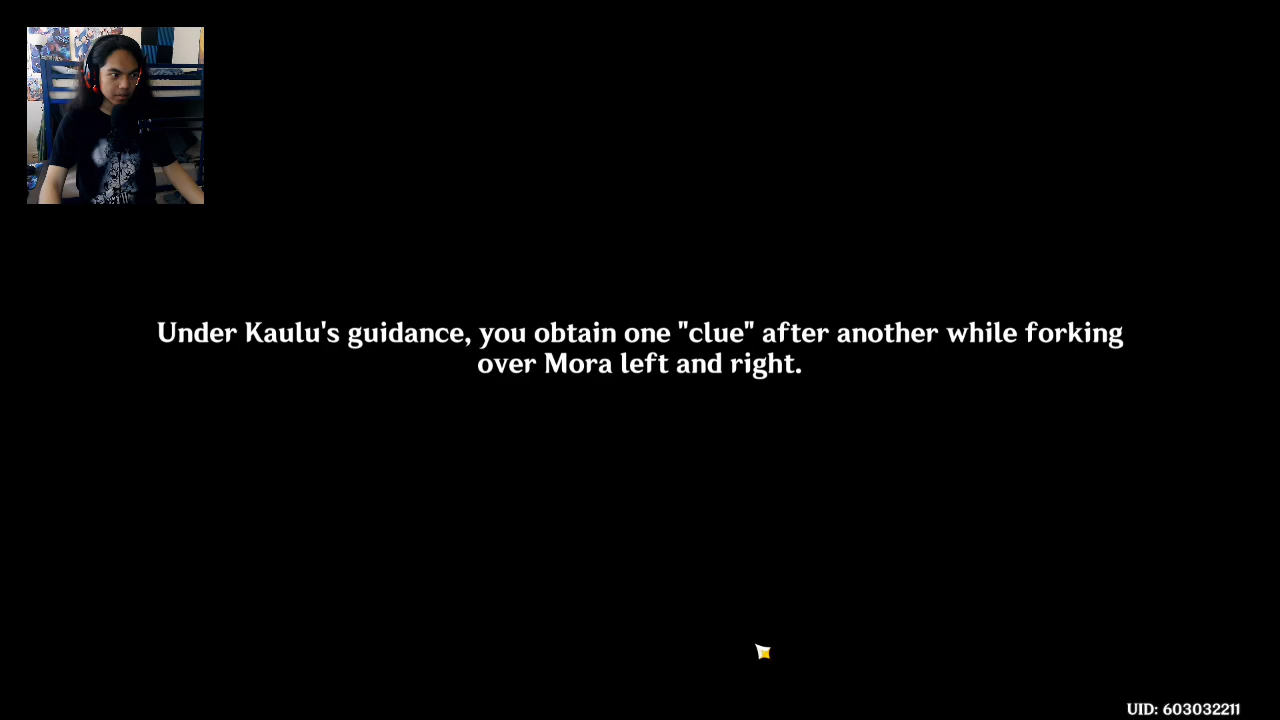 Under Kaulu's guidance, you obtain one "clue" after another while forking
over Mora left and right.
UID: 603032211